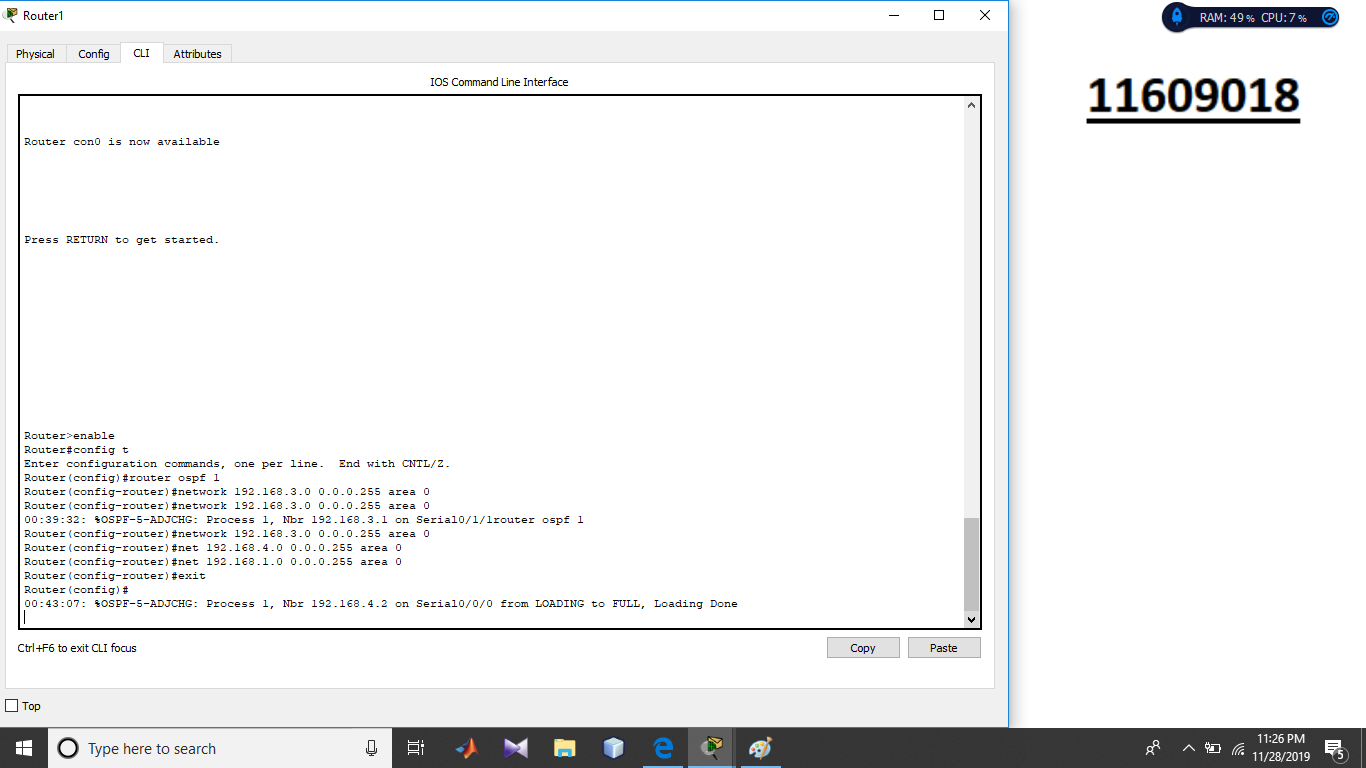 Router1
RAM: 49 % CPU: 7 %
Physical Config CLI Attributes
11609018
IOS Command Line Interface
Router con0 is now available
Press RETURN to get started.
Router>enable
Router#config t
Enter configuration commands, one per line.  End with CNTL/Z.
Router(config)#router ospf 1
Router(config-router)#network 192.168.3.0 0.0.0.255 area 0
Router(config-router)#network 192.168.3.0 0.0.0.255 area 0
00:39:32: %OSPF-5-ADJCHG: Process 1, Nbr 192.168.3.1 on Serial0/1/1router ospf 1
Router(config-router)#network 192.168.3.0 0.0.0.255 area 0
Router(config-router)#net 192.168.4.0 0.0.0.255 area 0
Router(config-router)#net 192.168.1.0 0.0.0.255 area 0
Router(config-router)#exit
Router(config)#
00:43:07: %OSPF-5-ADJCHG: Process 1, Nbr 192.168.4.2 on Serial0/0/0 from LOADING to FULL, Loading Done
Ctrl+F6 to exit CLI focus
Copy Paste
Top
Type here to search
11:26 PM
11/28/2019
5